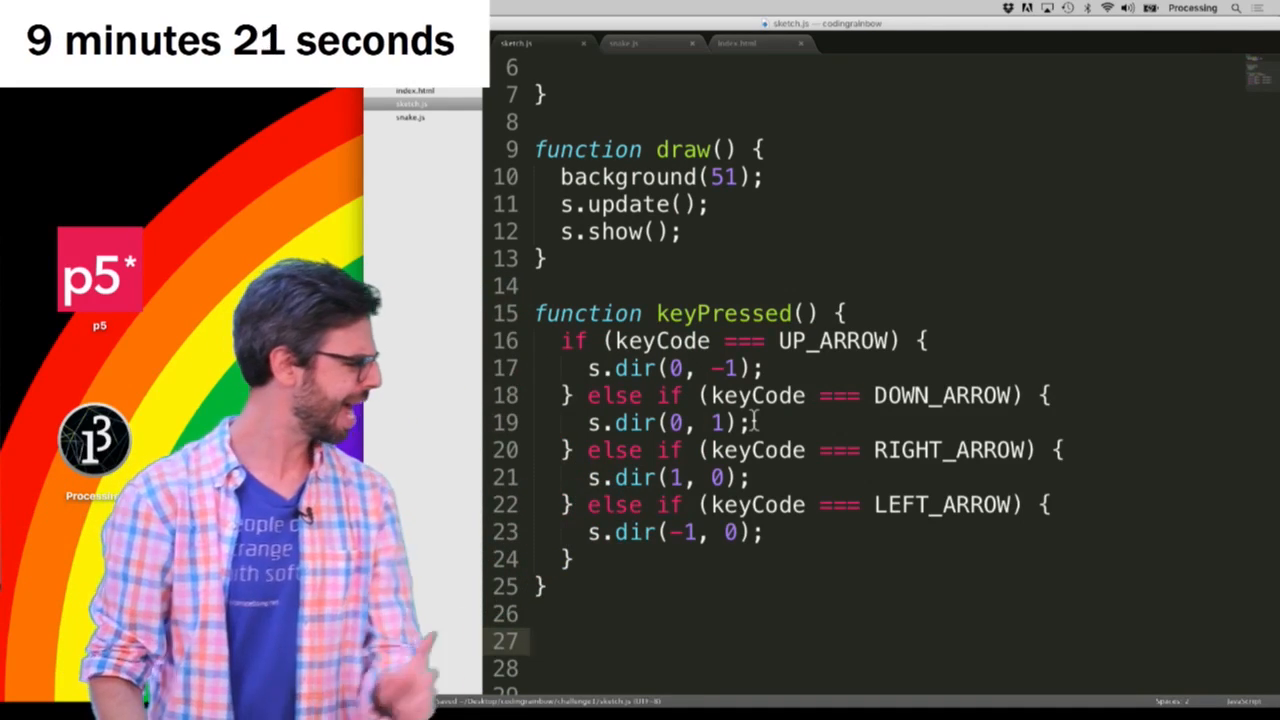 9 minutes 21 seconds
Processing
sketch.js — codingrainbow
sketch.js
snake.js
index.html
index.html
sketch.js
snake.js
6
7 }
8
9 function draw() {
10 background(51);
11 s.update();
12 s.show();
13 }
14
15 function keyPressed() {
16 if (keyCode === UP_ARROW) {
17 s.dir(0, -1);
18 } else if (keyCode === DOWN_ARROW) {
19 s.dir(0, 1);
20 } else if (keyCode === RIGHT_ARROW) {
21 s.dir(1, 0);
22 } else if (keyCode === LEFT_ARROW) {
23 s.dir(-1, 0);
24 }
25 }
26
27
28
29
p5*
p5
Processing
people
trange
with soft
Saved ~/Desktop/codingrainbow/challenge1/sketch.js (UTF-8)
Spaces: 2
JavaScript